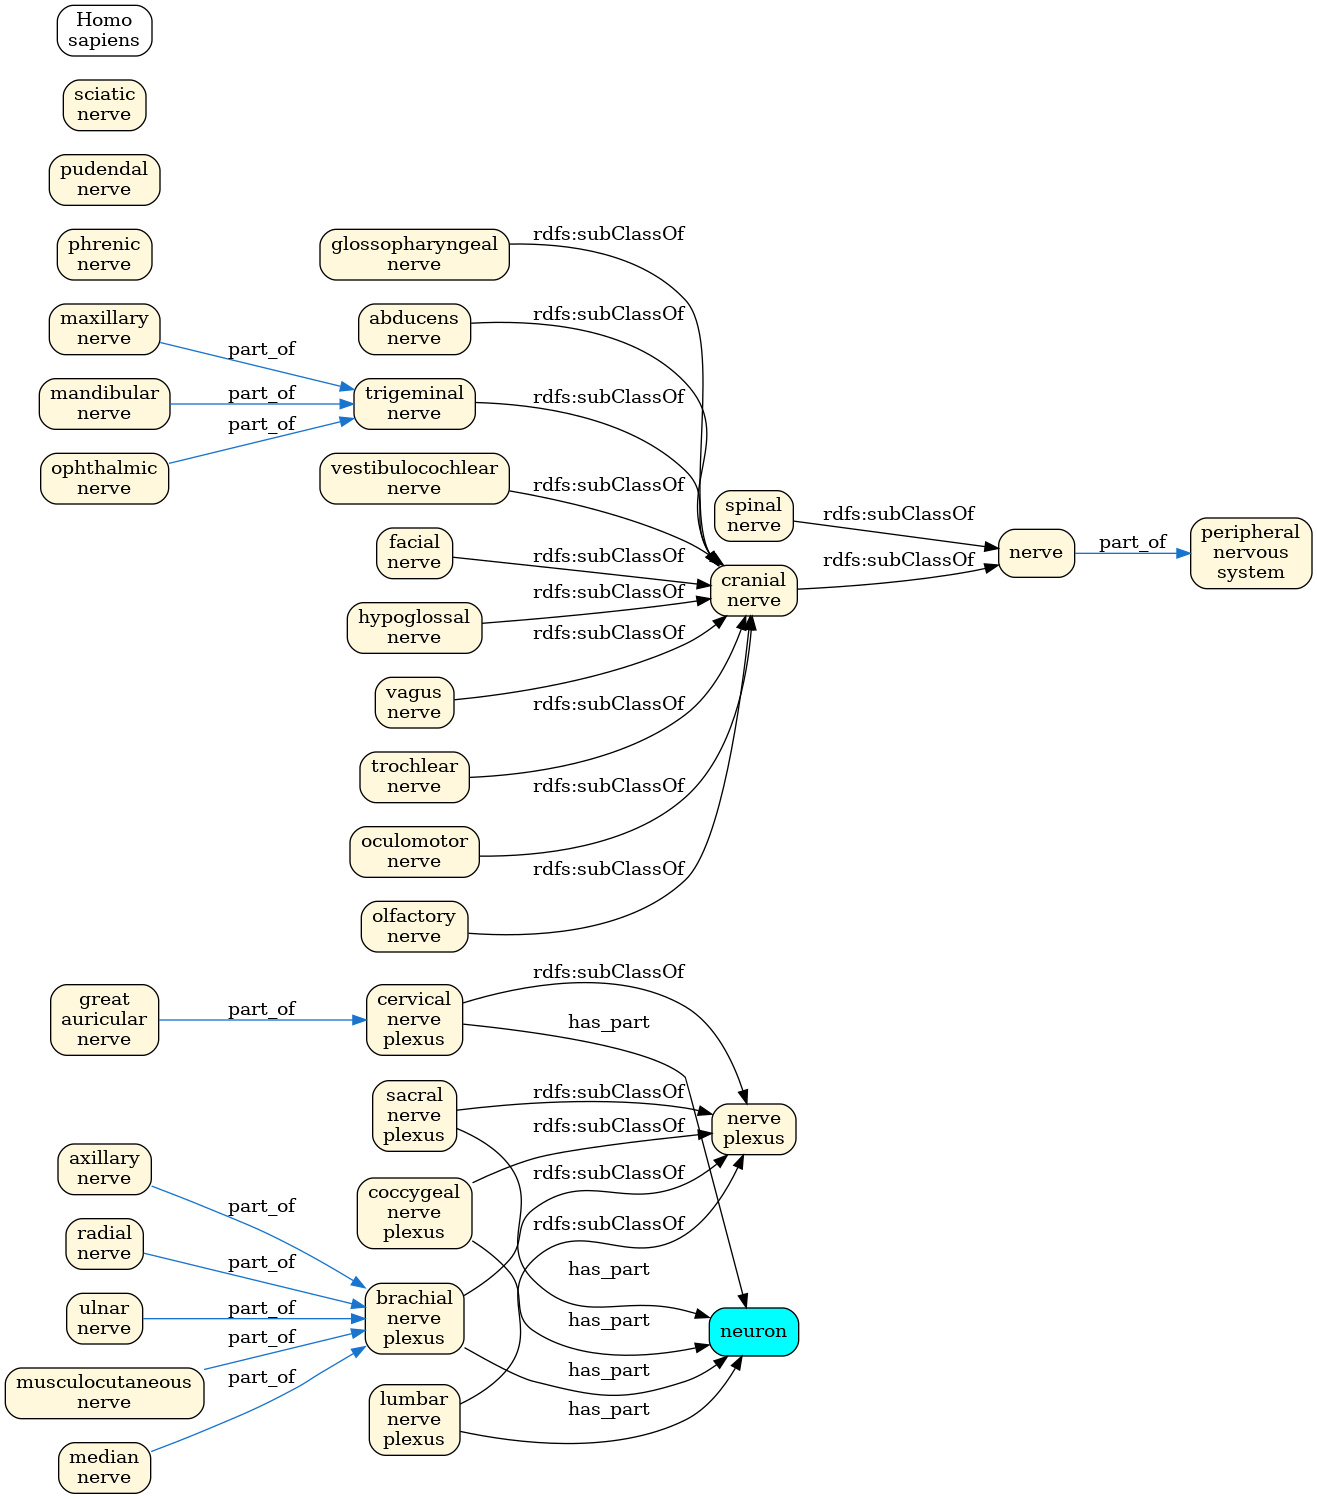 Homo
sapiens
sciatic
nerve
pudendal
nerve
phrenic
nerve
maxillary
nerve
mandibular
nerve
ophthalmic
nerve
great
auricular
nerve
axillary
nerve
radial
nerve
ulnar
nerve
musculocutaneous
nerve
median
nerve
part_of
part_of
part_of
part_of
part_of
part_of
part_of
part_of
part_of
glossopharyngeal
nerve
abducens
nerve
trigeminal
nerve
vestibulocochlear
nerve
facial
nerve
hypoglossal
nerve
vagus
nerve
trochlear
nerve
oculomotor
nerve
olfactory
nerve
cervical
nerve
plexus
sacral
nerve
plexus
coccygeal
nerve
plexus
brachial
nerve
plexus
lumbar
nerve
plexus
rdfs:subClassOf
rdfs:subClassOf
rdfs:subClassOf
rdfs:subClassOf
rdfs:subClassOf
rdfs:subClassOf
rdfs:subClassOf
rdfs:subClassOf
rdfs:subClassOf
rdfs:subClassOf
rdfs:subClassOf
has_part
rdfs:subClassOf
rdfs:subClassOf
rdfs:subClassOf
rdfs:subClassOf
has_part
has_part
has_part
has_part
spinal
nerve
cranial
nerve
nerve
plexus
neuron
rdfs:subClassOf
rdfs:subClassOf
nerve
part_of
peripheral
nervous
system